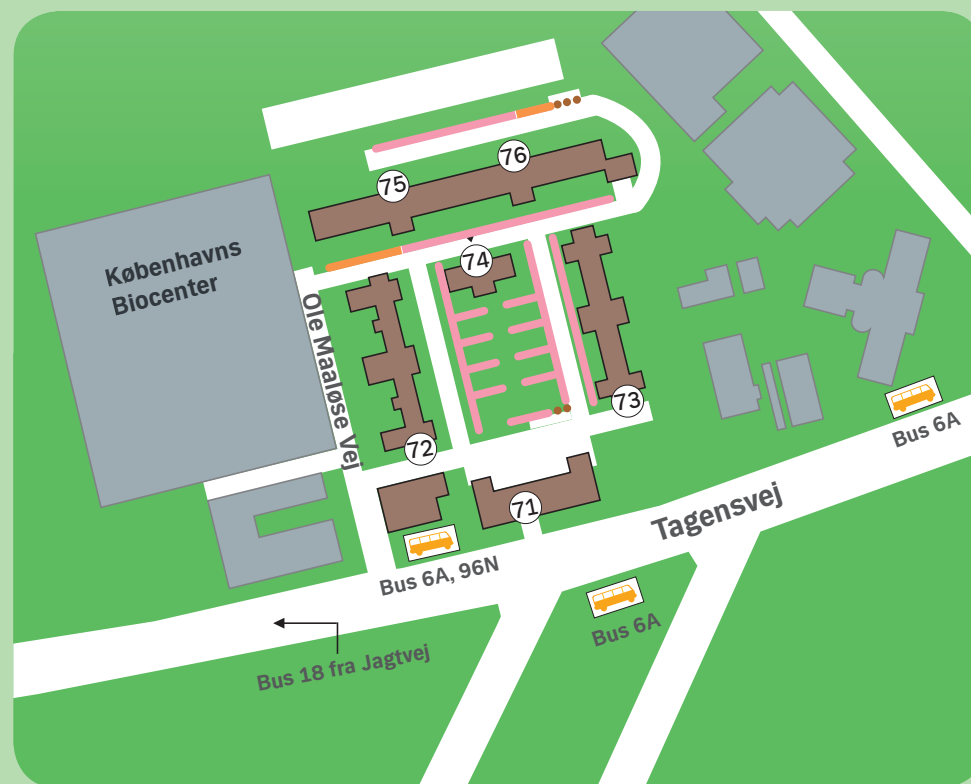 76
75
Københavns
Biocenter
74
Ole Maaløse Vej
73
Bus 6A
72
71
Tagensvej
Bus 6A, 96N
Bus 6A
Bus 18 fra Jagtvej